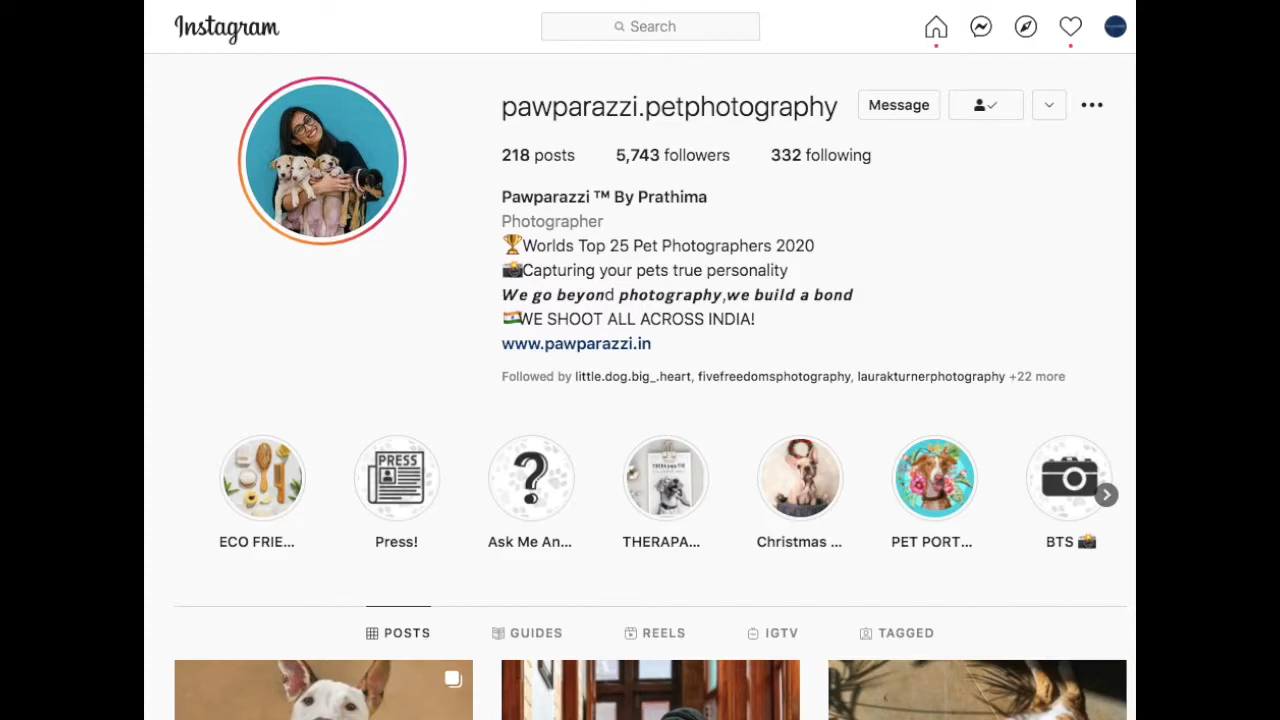 Instagram
Search
pawparazzi.petphotography
Message
218 posts 5,743 followers 332 following
Pawparazzi ™ By Prathima
Photographer
🏆Worlds Top 25 Pet Photographers 2020
📸Capturing your pets true personality
𝙒𝙚 𝙜𝙤 𝙗𝙚𝙮𝙤𝙣d 𝙥𝙝𝙤𝙩𝙤𝙜𝙧𝙖𝙥𝙝𝙮,𝙬𝙚 𝙗𝙪𝙞𝙡𝙙 𝙖 𝙗𝙤𝙣𝙙
🇮🇳WE SHOOT ALL ACROSS INDIA!
www.pawparazzi.in
Followed by little.dog.big_.heart, fivefreedomsphotography, laurakturnerphotography +22 more
PRESS
?
ECO FRIE... Press! Ask Me An... THERAPA... Christmas ... PET PORT... BTS 📸
POSTS GUIDES REELS IGTV TAGGED